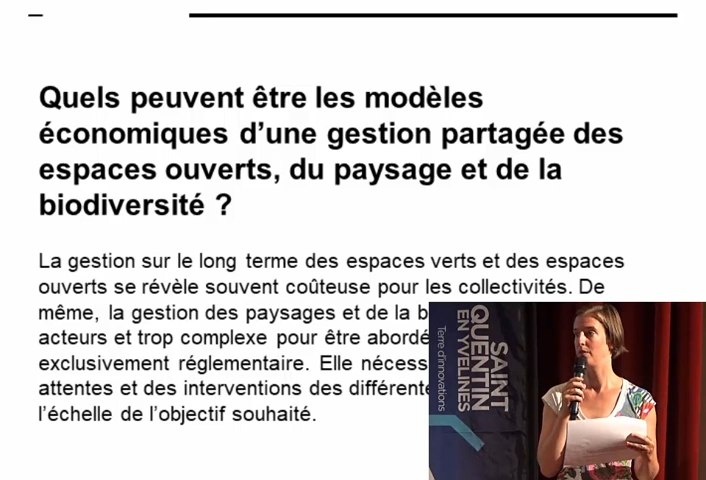 Quels peuvent être les modèles
économiques d'une gestion partagée des
espaces ouverts, du paysage et de la
biodiversité ?
La gestion sur le long terme des espaces verts et des espaces
ouverts se révèle souvent coûteuse pour les collectivités. De
même, la gestion des paysages et de la
acteurs et trop complexe pour être
exclusivement réglementaire. Elle
attentes et des interventions des
l'échelle de l'objectif souhaité.
SAINT
QUENTIN
EN YVELINES
Terre d'innovations